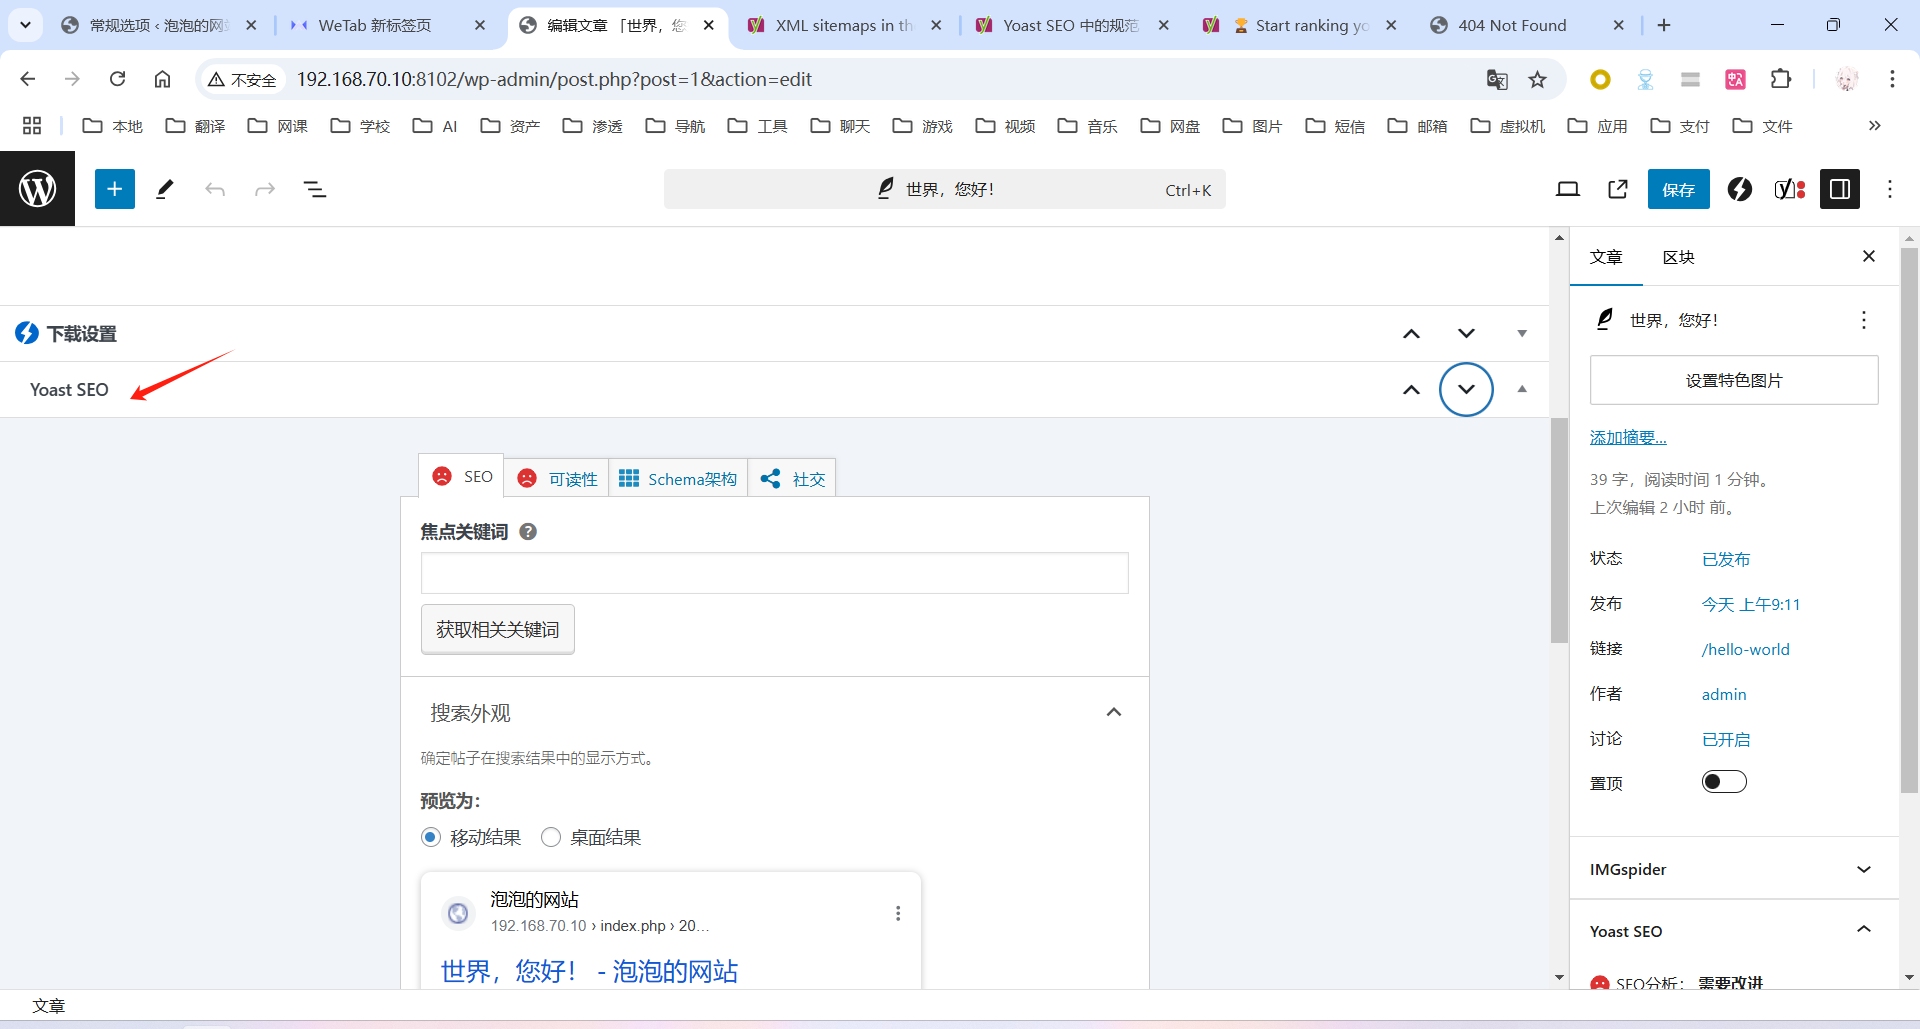 常规选项 ‹ 泡泡的网站
WeTab 新标签页
编辑文章 「世界，您
XML sitemaps in th
Yoast SEO 中的规范
Start ranking yo
404 Not Found
不安全
192.168.70.10:8102/wp-admin/post.php?post=1&action=edit
本地
翻译
网课
学校
AI
资产
渗透
导航
工具
聊天
游戏
视频
音乐
网盘
图片
短信
邮箱
虚拟机
应用
支付
文件
世界，您好！
Ctrl+K
保存
下载设置
Yoast SEO
SEO
可读性
Schema架构
社交
焦点关键词
获取相关关键词
搜索外观
确定帖子在搜索结果中的显示方式。
预览为：
移动结果
桌面结果
泡泡的网站
192.168.70.10 › index.php › 20…
世界，您好！ - 泡泡的网站
文章
区块
世界，您好！
设置特色图片
添加摘要...
39 字，阅读时间 1 分钟。
上次编辑 2 小时 前。
状态 已发布
发布 今天 上午9:11
链接 /hello-world
作者 admin
讨论 已开启
置顶
IMGspider
Yoast SEO
SEO分析： 需要改进
文章